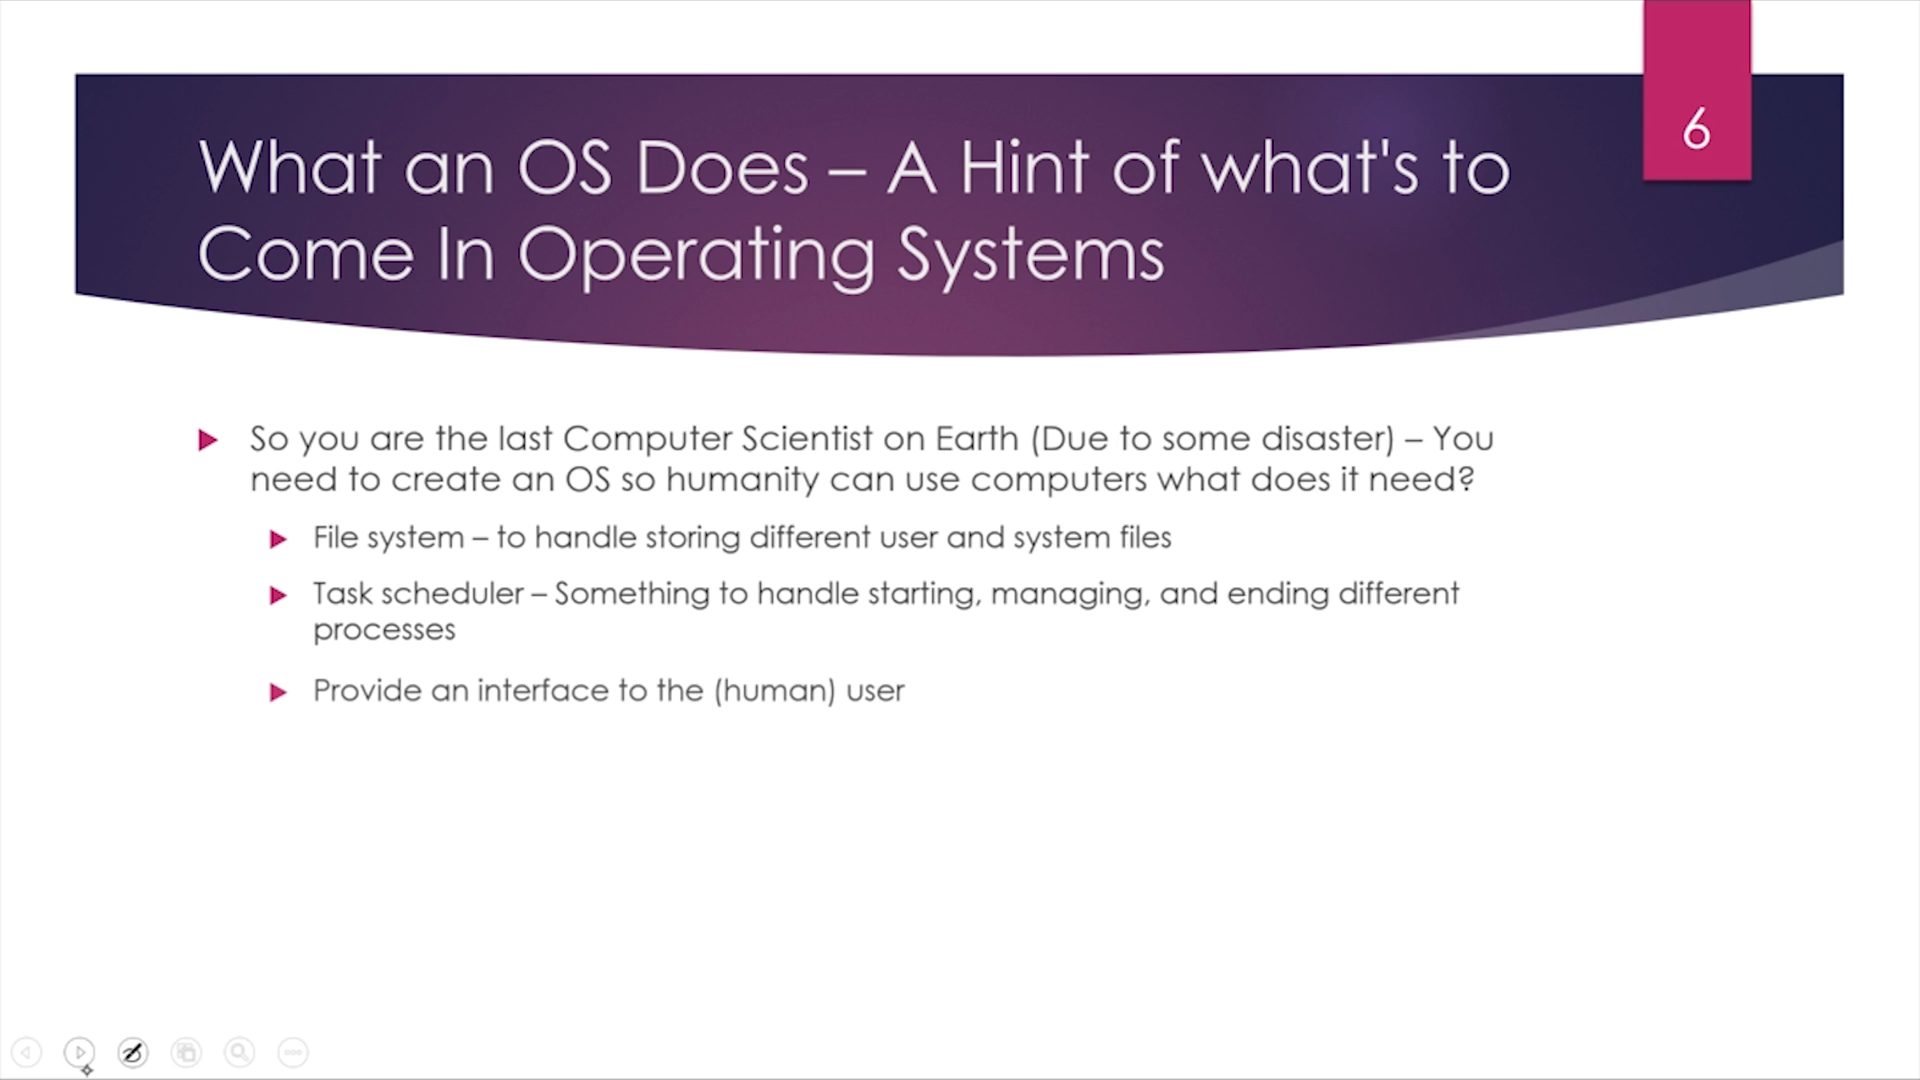 6
What an OS Does – A Hint of what's to
Come In Operating Systems
So you are the last Computer Scientist on Earth (Due to some disaster) – You
need to create an OS so humanity can use computers what does it need?
File system – to handle storing different user and system files
Task scheduler – Something to handle starting, managing, and ending different
processes
Provide an interface to the (human) user